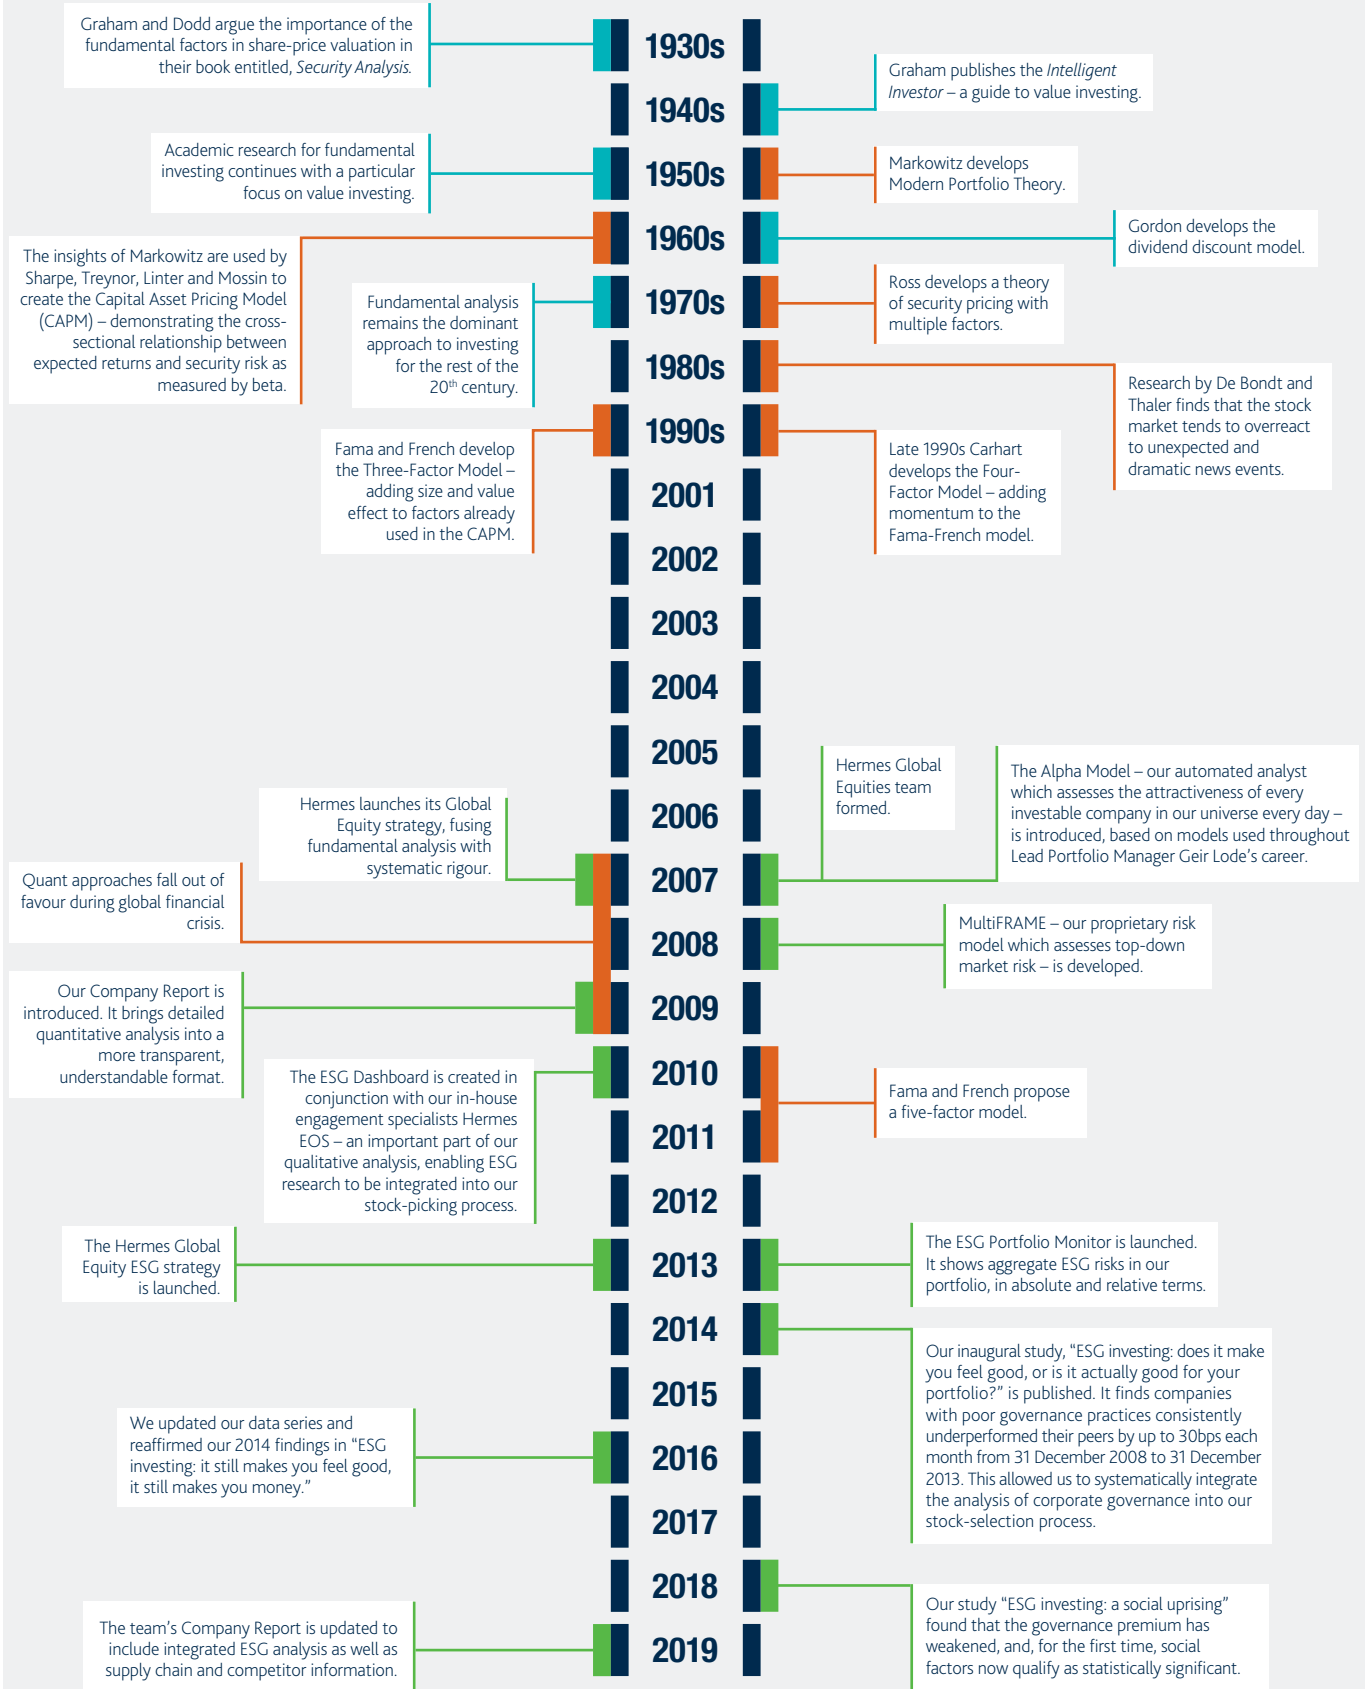 Graham and Dodd argue the importance of the
fundamental factors in share-price valuation in
their book entitled, Security Analysis.
1930s
Graham publishes the Intelligent
Investor – a guide to value investing.
1940s
Academic research for fundamental
investing continues with a particular
focus on value investing.
1950s
Markowitz develops
Modern Portfolio Theory.
The insights of Markowitz are used by
Sharpe, Treynor, Linter and Mossin to
create the Capital Asset Pricing Model
(CAPM) – demonstrating the cross-
sectional relationship between
expected returns and security risk as
measured by beta.
1960s
Gordon develops the
dividend discount model.
Fundamental analysis
remains the dominant
approach to investing
for the rest of the
20th century.
1970s
Ross develops a theory
of security pricing with
multiple factors.
1980s
Research by De Bondt and
Thaler finds that the stock
market tends to overreact
to unexpected and
dramatic news events.
Fama and French develop
the Three-Factor Model –
adding size and value
effect to factors already
used in the CAPM.
1990s
Late 1990s Carhart
develops the Four-
Factor Model – adding
momentum to the
Fama-French model.
2001
2002
2003
2004
2005
2006
Hermes launches its Global
Equity strategy, fusing
fundamental analysis with
systematic rigour.
2007
Hermes Global
Equities team
formed.
The Alpha Model – our automated analyst
which assesses the attractiveness of every
investable company in our universe every day –
is introduced, based on models used throughout
Lead Portfolio Manager Geir Lode's career.
Quant approaches fall out of
favour during global financial
crisis.
2008
MultiFRAME – our proprietary risk
model which assesses top-down
market risk – is developed.
Our Company Report is
introduced. It brings detailed
quantitative analysis into a
more transparent,
understandable format.
2009
The ESG Dashboard is created in
conjunction with our in-house
engagement specialists Hermes
EOS – an important part of our
qualitative analysis, enabling ESG
research to be integrated into our
stock-picking process.
2010
Fama and French propose
a five-factor model.
2011
2012
The Hermes Global
Equity ESG strategy
is launched.
2013
The ESG Portfolio Monitor is launched.
It shows aggregate ESG risks in our
portfolio, in absolute and relative terms.
2014
Our inaugural study, “ESG investing: does it make
you feel good, or is it actually good for your
portfolio?” is published. It finds companies
with poor governance practices consistently
underperformed their peers by up to 30bps each
month from 31 December 2008 to 31 December
2013. This allowed us to systematically integrate
the analysis of corporate governance into our
stock-selection process.
2015
We updated our data series and
reaffirmed our 2014 findings in “ESG
investing: it still makes you feel good,
it still makes you money.”
2016
2017
2018
Our study “ESG investing: a social uprising”
found that the governance premium has
weakened, and, for the first time, social
factors now qualify as statistically significant.
The team's Company Report is updated to
include integrated ESG analysis as well as
supply chain and competitor information.
2019